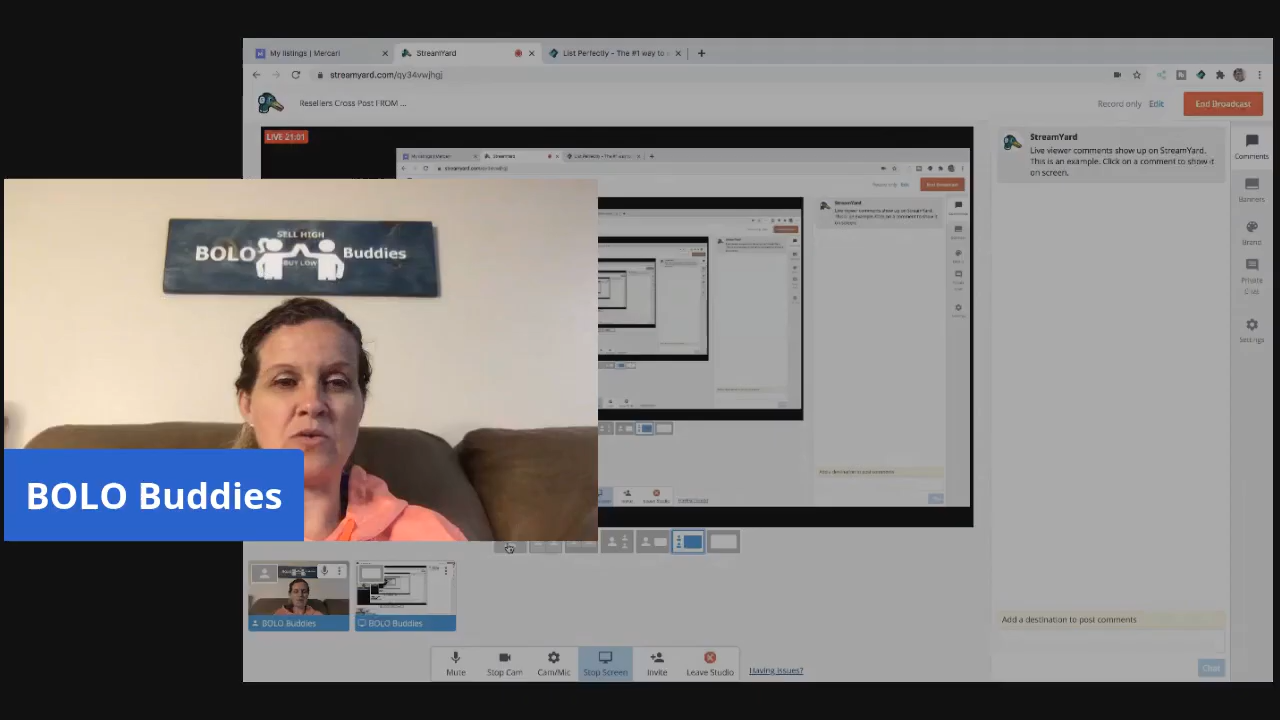 My listings | Mercari
StreamYard
List Perfectly - The #1 way to
streamyard.com/qy34vwjhgj
Resellers Cross Post FROM ...
Record only
Edit
End Broadcast
LIVE 21:01
StreamYard
Live viewer comments show up on StreamYard.
This is an example. Click on a comment to show it
on screen.
Comments
Banners
Brand
Private
Chat
Settings
SELL HIGH
BOLO
Buddies
BUY LOW
BOLO Buddies
BOLO Buddies
BOLO Buddies
Add a destination to post comments
Chat
Mute
Stop Cam
Cam/Mic
Stop Screen
Invite
Leave Studio
Having issues?